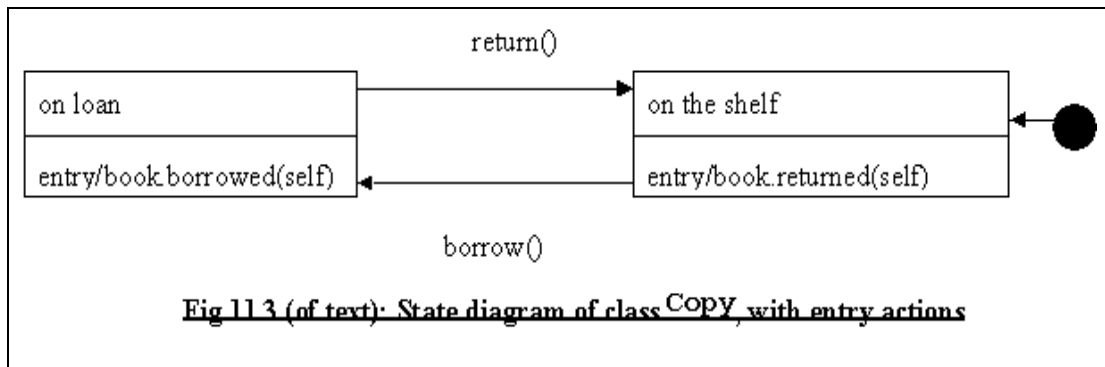 return()
on loan
on the shelf
entry/book.borrowed(self)
entry/book.returned(self)
borrow()
Fig 11.3 (of text): State diagram of class Copy, with entry actions